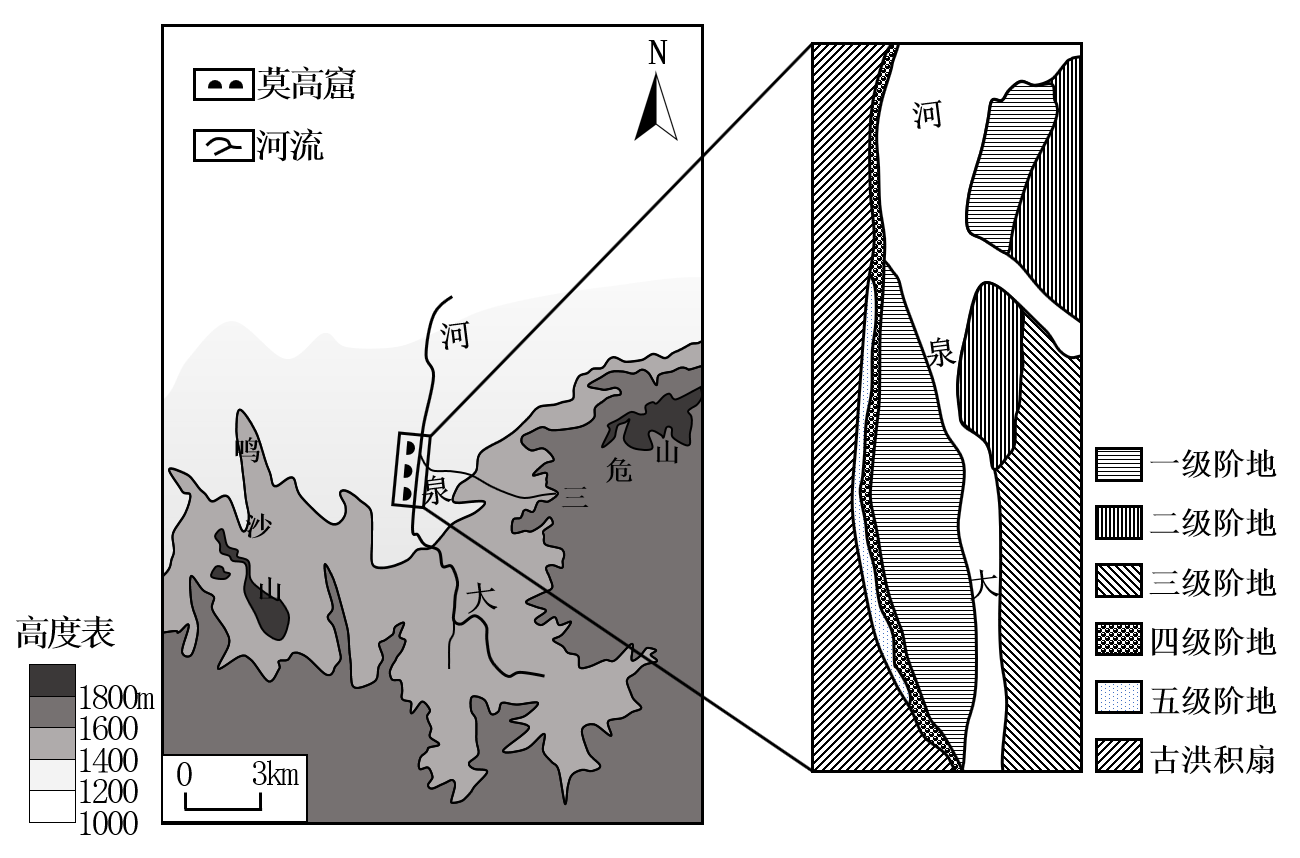 莫高窟
河流
N
河
鸣
沙
山
泉
三
危
山
大
高度表
1800m
1600
1400
1200
1000
0 3km
河
泉
大
一级阶地
二级阶地
三级阶地
四级阶地
五级阶地
古洪积扇